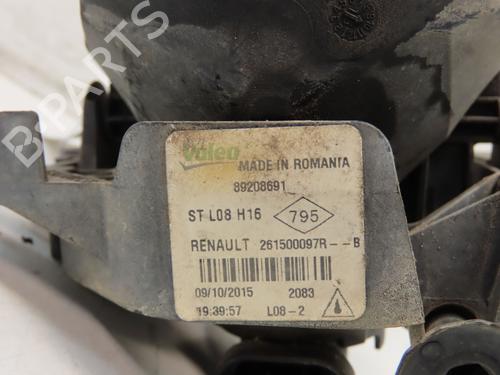 B-PARTS
Valeo
MADE IN ROMANIA
89208691
ST L08 H16 795
RENAULT 261500097R--B
09/10/2015 2083
19:39:57 L08-2